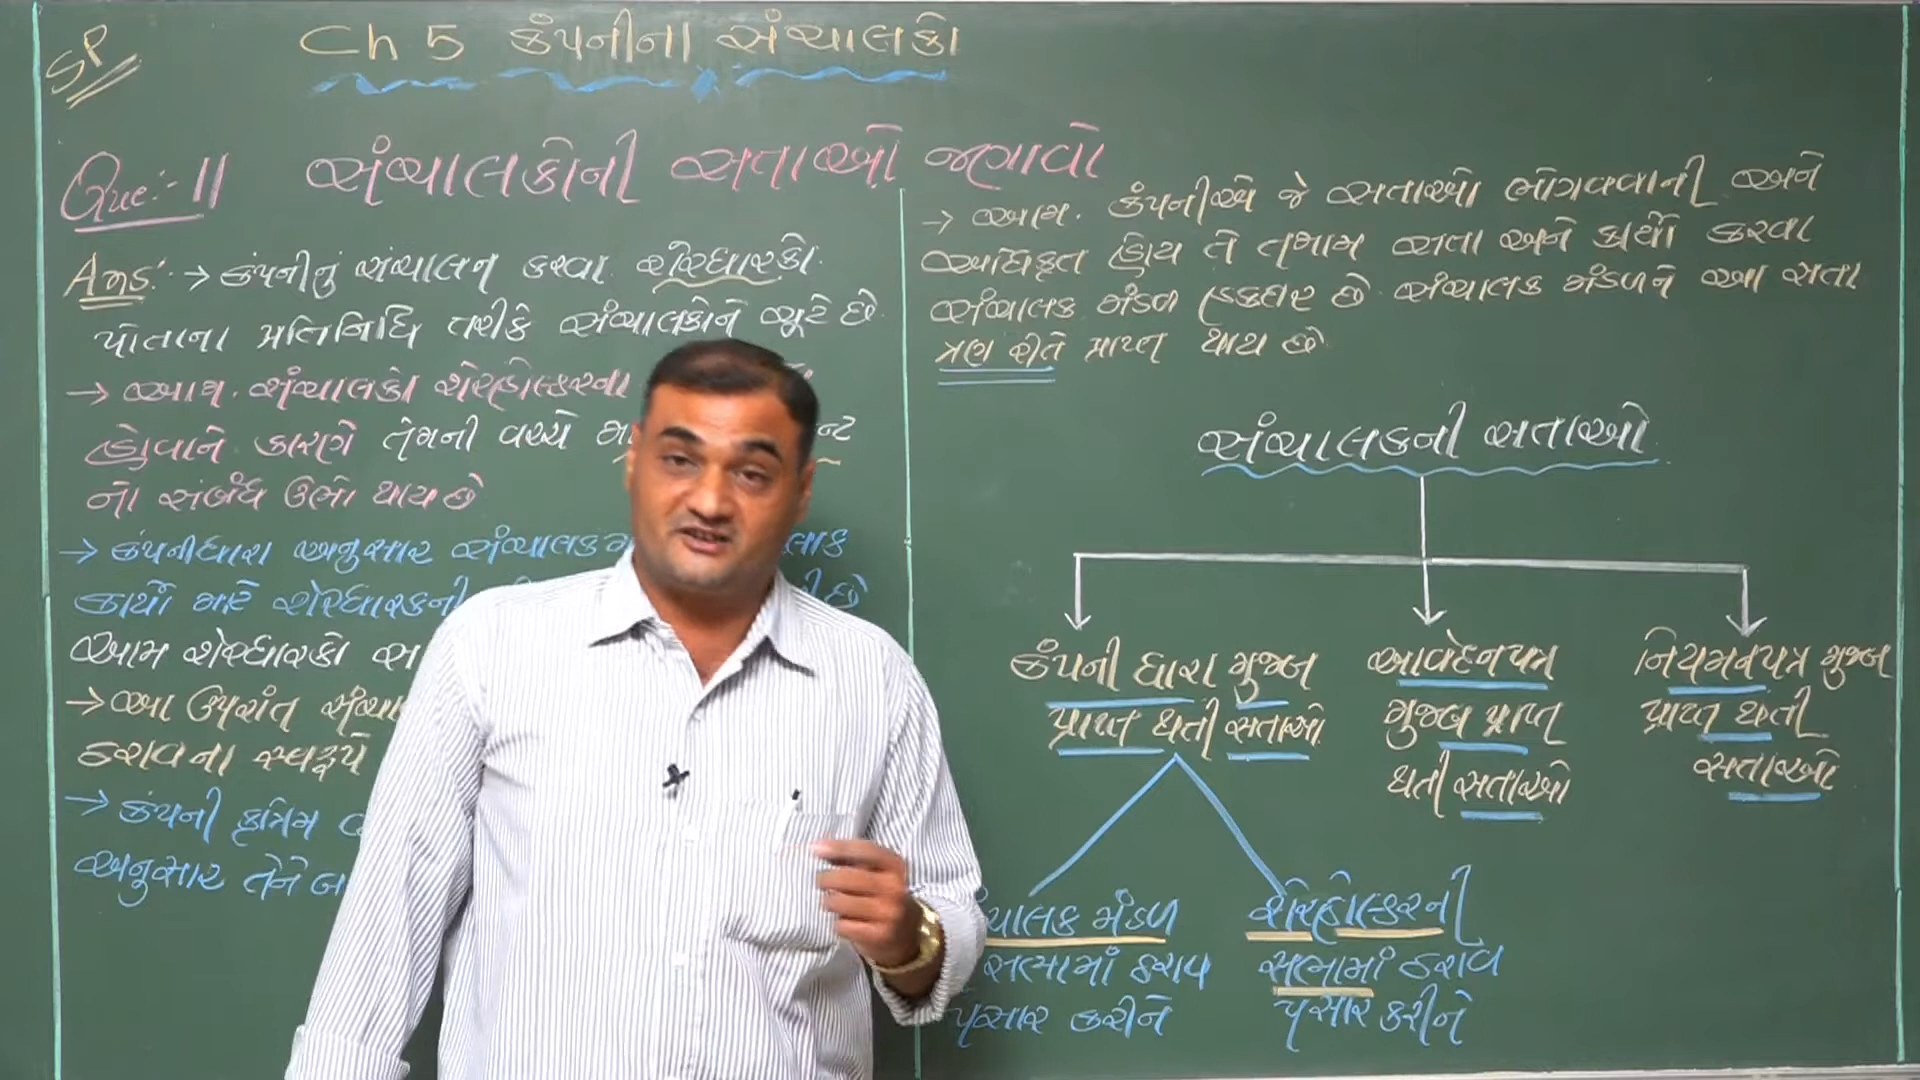 SP
Ch 5 કંપનીના સંચાલકો
Que:- 11 સંચાલકોની સતાઓ જણાવો
Ans:- → કંપનીનું સંચાલન કરવા શેરધારકો
પોતાના પ્રતિનિધિ તરીકે સંચાલકોને ચૂંટે છે
→ આમ. સંચાલકો શેરહોલ્ડરના
હોવાને કારણે તેમની વચ્ચે
નો સંબંધ ઉભો થાય છે
→ કંપનીધારા અનુસાર
કાર્યો માટે શેરધારકની છે
આમ શેરધારકો
→ આ ઉપરાંત
ઠરાવના સ્વરૂપે
→ કંપની કૃત્રિમ
અનુસાર તેને
→ આમ. કંપનીએ જે સતાઓ ભોગવવાની અને
અધિકૃત હોય તે તમામ સતા અને કાર્યો કરવા
સંચાલક મંડળ હકદાર છે. સંચાલક મંડળને આ સતા
ત્રણ રીતે પ્રાપ્ત થાય છે
સંચાલકની સતાઓ
કંપની ધારા મુજબ
પ્રાપ્ત થતી સતાઓ
આવેદનપત્ર
મુજબ પ્રાપ્ત
થતી સતાઓ
નિયમનપત્ર મુજબ
પ્રાપ્ત થતી
સતાઓ
મંડળ
સભામાં ઠરાવ
પસાર કરીને
શેરહોલ્ડરની
સભામાં ઠરાવ
પસાર કરીને